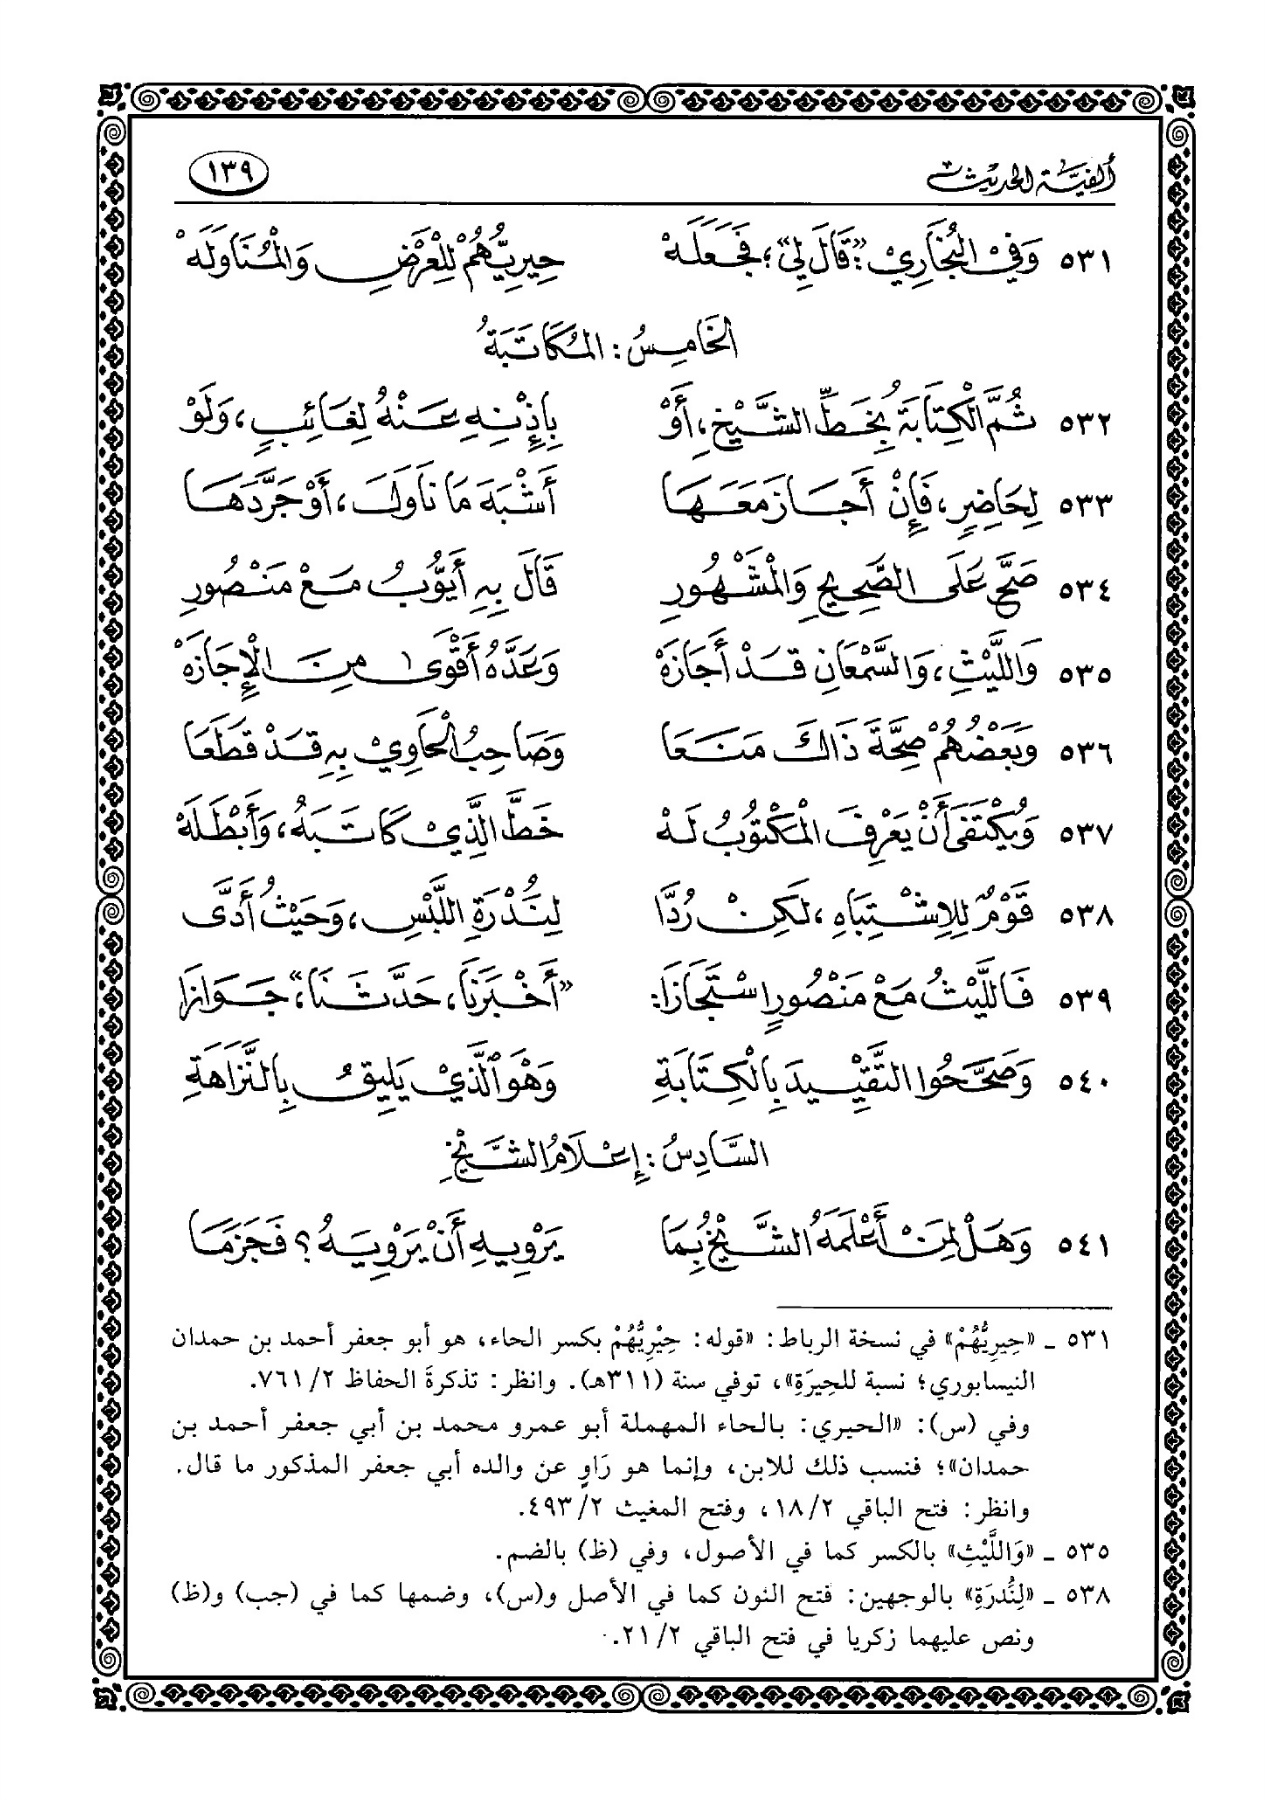 ألفية الحديث ١٣٩
٥٣١ وَفِي الْبُخَارِيْ: «قَالَ لِيْ»؛ فَجَعَلَهْ حِيرِيُّهُمْ لِلْعَرْضِ وَالْمُنَاوَلَهْ
الْخَامِسُ: الْمُكَاتَبَةُ
٥٣٢ ثُمَّ الْكِتَابَةُ بِخَطِّ الشَّيْخِ، أَوْ بِإِذْنِهِ عَنْهُ لِغَائِبٍ، وَلَوْ
٥٣٣ لِحَاضِرٍ، فَإِنْ أَجَازَ مَعَهَا أَشْبَهَ مَا نَاوَلَ، أَوْ جَرَّدَهَا
٥٣٤ صَحَّ عَلَى الصَّحِيحِ وَالْمَشْهُورِ قَالَ بِهِ أَيُّوبُ مَعْ مَنْصُورِ
٥٣٥ وَاللَّيْثِ، وَالسَّمْعَانِ قَدْ أَجَازَهْ وَعَدَّهُ أَقْوَى مِنَ الْإِجَازَهْ
٥٣٦ وَبَعْضُهُمْ صِحَّةَ ذَاكَ مَنَعَا وَصَاحِبُ الْحَاوِيْ بِهِ قَدْ قَطَعَا
٥٣٧ وَيُكْتَفَى أَنْ يَعْرِفَ الْمَكْتُوبُ لَهْ خَطَّ الَّذِيْ كَاتَبَهُ، وَأَبْطَلَهْ
٥٣٨ قَوْمٌ لِلِاشْتِبَاهِ، لَكِنْ رُدَّا لِنَُدْرَةِ اللَّبْسِ، وَحَيْثُ أَدَّى
٥٣٩ فَاللَّيْثُ مَعْ مَنْصُورٍ اسْتَجَازَا: «أَخْبَرَنَا، حَدَّثَنَا»؛ جَوَازَا
٥٤٠ وَصَحَّحُوا التَّقْيِيدَ بِالْكِتَابَةِ وَهْوَ الَّذِيْ يَلِيقُ بِالنَّزَاهَةِ
السَّادِسُ: إِعْلَامُ الشَّيْخِ
٥٤١ وَهَلْ لِمَنْ أَعْلَمَهُ الشَّيْخُ بِمَا يَرْوِيهِ أَنْ يَرْوِيَهُ؟ فَجَزَمَا
٥٣١ ـ «حِيرِيُّهُمْ» في نسخة الرباط: «قوله: حِيْرِيُّهُمْ بكسر الحاء، هو أبو جعفر أحمد بن حمدان
النيسابوري؛ نسبة للحِيرَةِ»، توفي سنة (٣١١هـ). وانظر: تذكرةَ الحفاظ ٧٦١/٢.
وفي (س): «الحيري: بالحاء المهملة أبو عمرو محمد بن أبي جعفر أحمد بن
حمدان»؛ فنسب ذلك للابن، وإنما هو رَاوٍ عن والده أبي جعفر المذكور ما قال.
وانظر: فتح الباقي ١٨/٢، وفتح المغيث ٤٩٣/٢.
٥٣٥ ـ «وَاللَّيْثِ» بالكسر كما في الأصول، وفي (ظ) بالضم.
٥٣٨ ـ «لِنَُدرَةِ» بالوجهين: فتح النون كما في الأصل و(س)، وضمها كما في (جب) و(ظ)
ونص عليهما زكريا في فتح الباقي ٢١/٢.